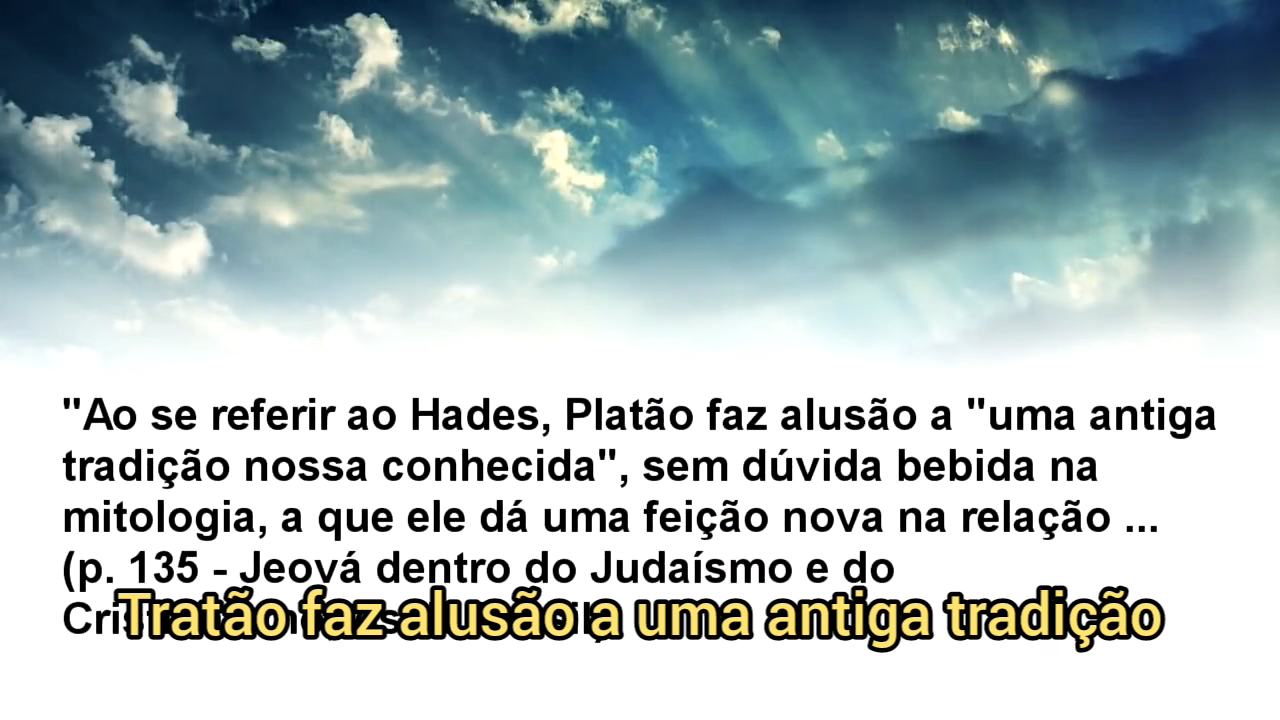 "Ao se referir ao Hades, Platão faz alusão a "uma antiga
tradição nossa conhecida", sem dúvida bebida na
mitologia, a que ele dá uma feição nova na relação ...
(p. 135 - Jeová dentro do Judaísmo e do
Tratão faz alusão a uma antiga tradição